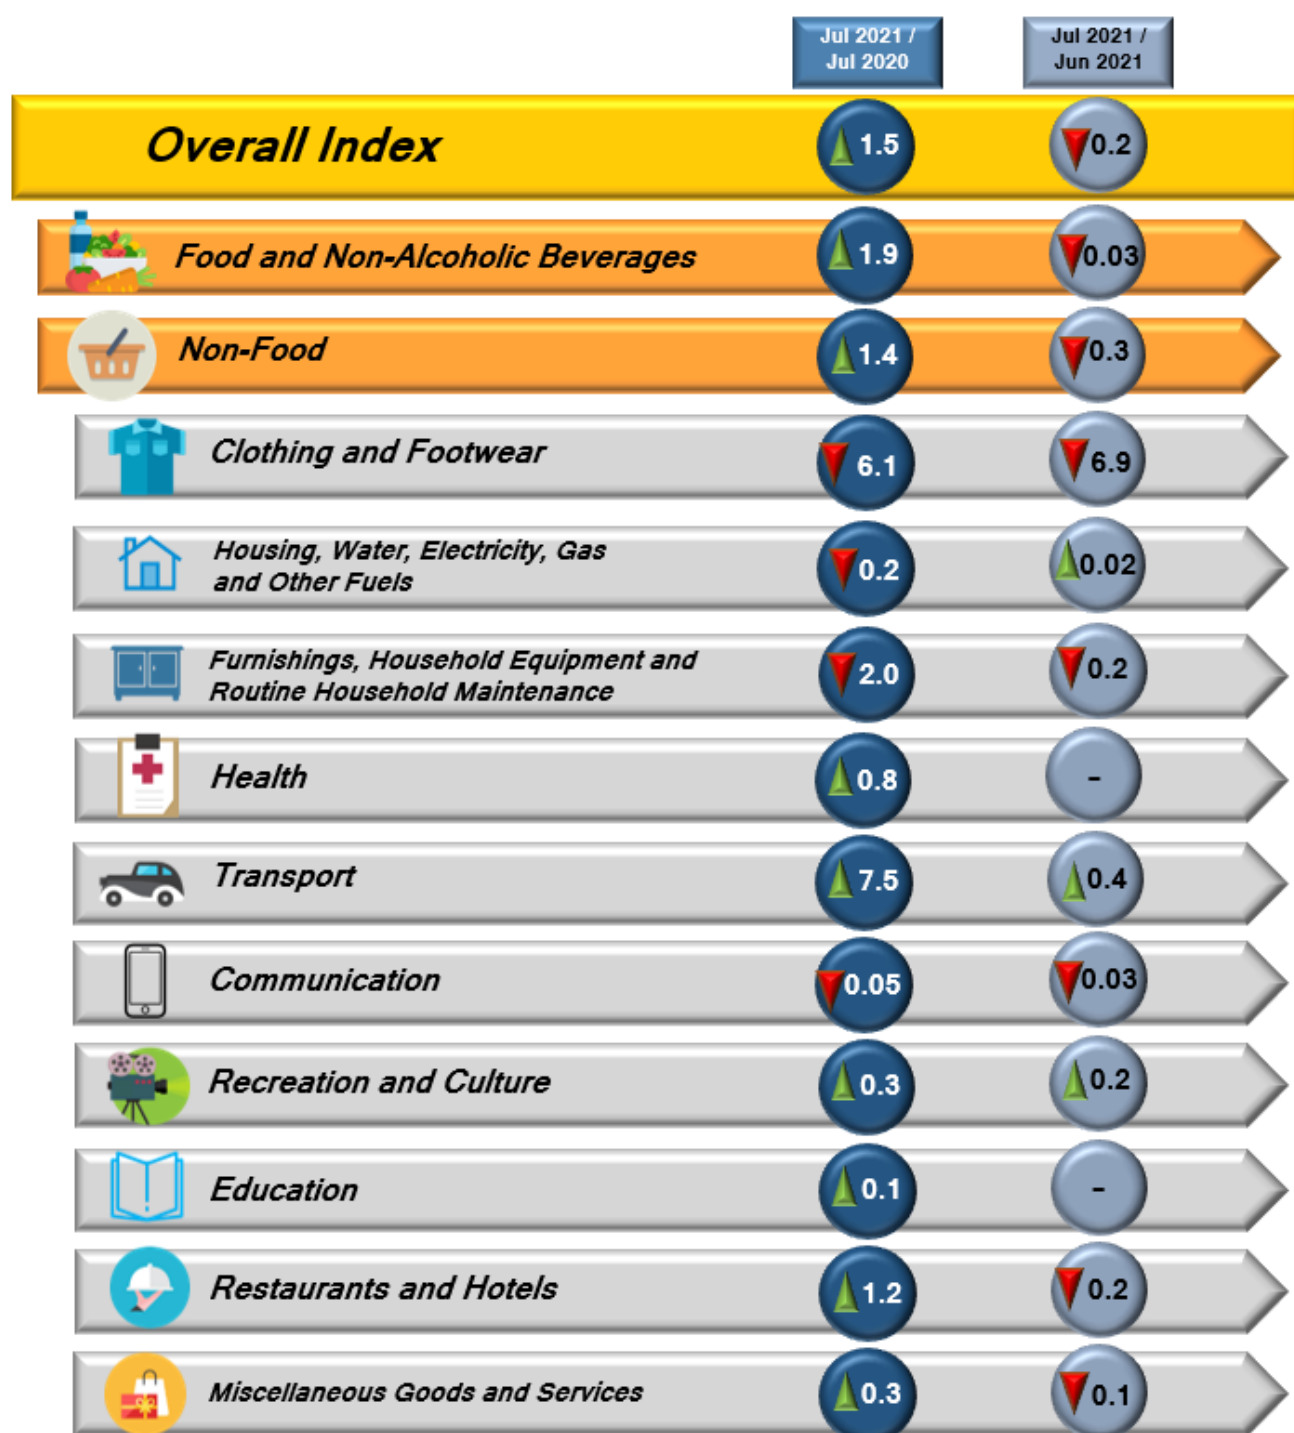 Jul 2021 / Jul 2021 /
Jul 2020 Jun 2021
Overall Index ▲ 1.5 ▼ 0.2
Food and Non-Alcoholic Beverages ▲ 1.9 ▼ 0.03
Non-Food ▲ 1.4 ▼ 0.3
Clothing and Footwear ▼ 6.1 ▼ 6.9
Housing, Water, Electricity, Gas
and Other Fuels ▼ 0.2 ▲ 0.02
Furnishings, Household Equipment and
Routine Household Maintenance ▼ 2.0 ▼ 0.2
Health ▲ 0.8 -
Transport ▲ 7.5 ▲ 0.4
Communication ▼ 0.05 ▼ 0.03
Recreation and Culture ▲ 0.3 ▲ 0.2
Education ▲ 0.1 -
Restaurants and Hotels ▲ 1.2 ▼ 0.2
Miscellaneous Goods and Services ▲ 0.3 ▼ 0.1